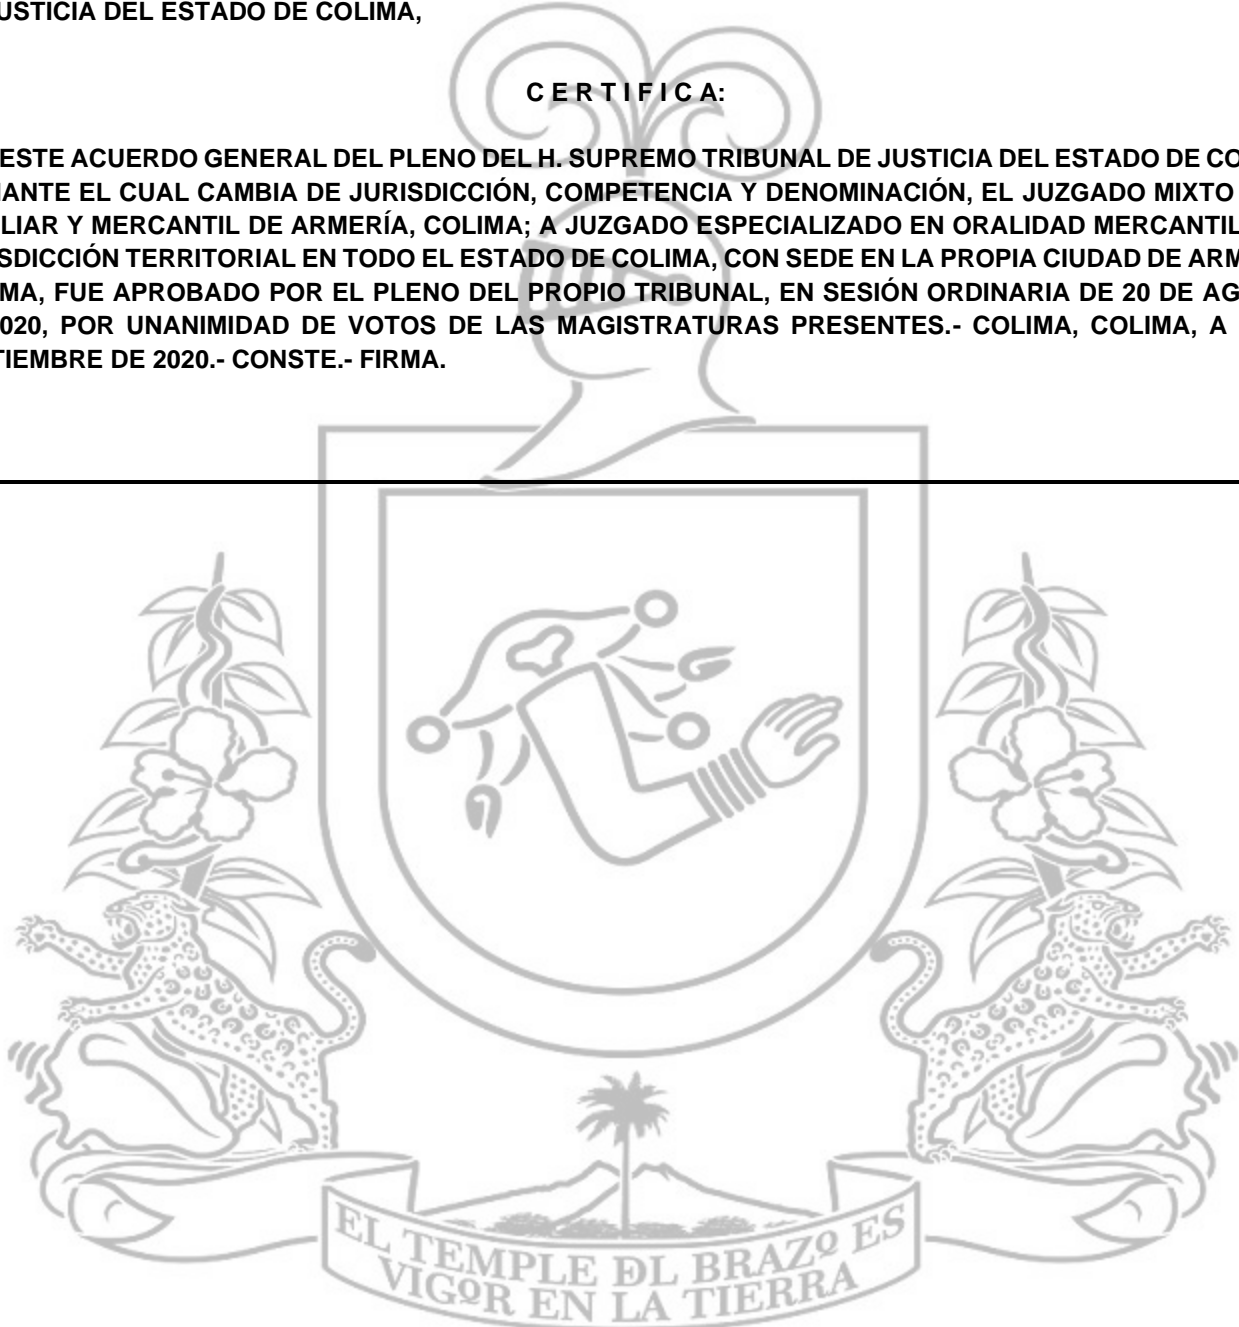 USTICIA DEL ESTADO DE COLIMA,
C E R T I F I C A:
ESTE ACUERDO GENERAL DEL PLENO DEL H. SUPREMO TRIBUNAL DE JUSTICIA DEL ESTADO DE CO
IANTE EL CUAL CAMBIA DE JURISDICCIÓN, COMPETENCIA Y DENOMINACIÓN, EL JUZGADO MIXTO
ILIAR Y MERCANTIL DE ARMERÍA, COLIMA; A JUZGADO ESPECIALIZADO EN ORALIDAD MERCANTIL
SDICCIÓN TERRITORIAL EN TODO EL ESTADO DE COLIMA, CON SEDE EN LA PROPIA CIUDAD DE ARM
MA, FUE APROBADO POR EL PLENO DEL PROPIO TRIBUNAL, EN SESIÓN ORDINARIA DE 20 DE AG
020, POR UNANIMIDAD DE VOTOS DE LAS MAGISTRATURAS PRESENTES.- COLIMA, COLIMA, A
TIEMBRE DE 2020.- CONSTE.- FIRMA.
EL TEMPLE DL BRAZO ES
VIGOR EN LA TIERRA